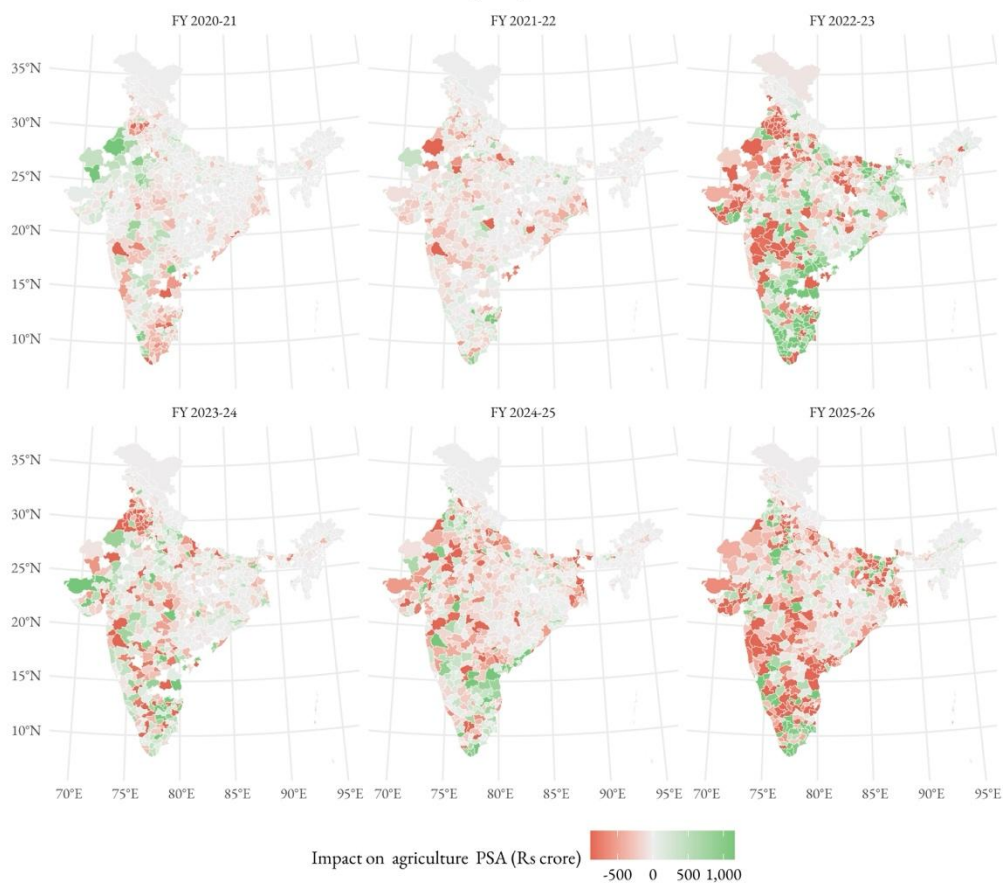 FY 2020-21 FY 2021-22 FY 2022-23
35°N
30°N
25°N
20°N
15°N
10°N
FY 2023-24 FY 2024-25 FY 2025-26
35°N
30°N
25°N
20°N
15°N
10°N
70°E 75°E 80°E 85°E 90°E 95°E 70°E 75°E 80°E 85°E 90°E 95°E 70°E 75°E 80°E 85°E 90°E 95°E
Impact on agriculture PSA (Rs crore)
-500 0 500 1,000